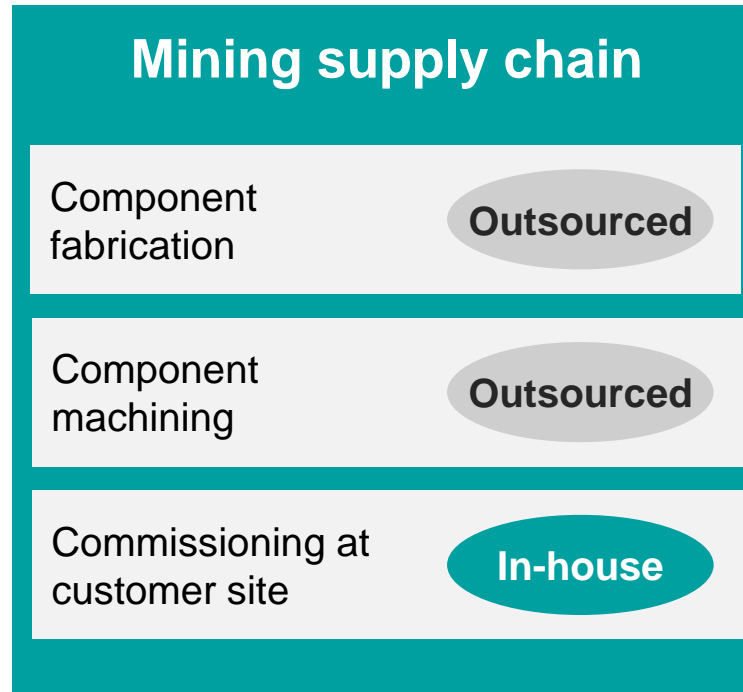 Mining supply chain
Component
fabrication
Outsourced
Component
machining
Outsourced
Commissioning at
customer site
In-house